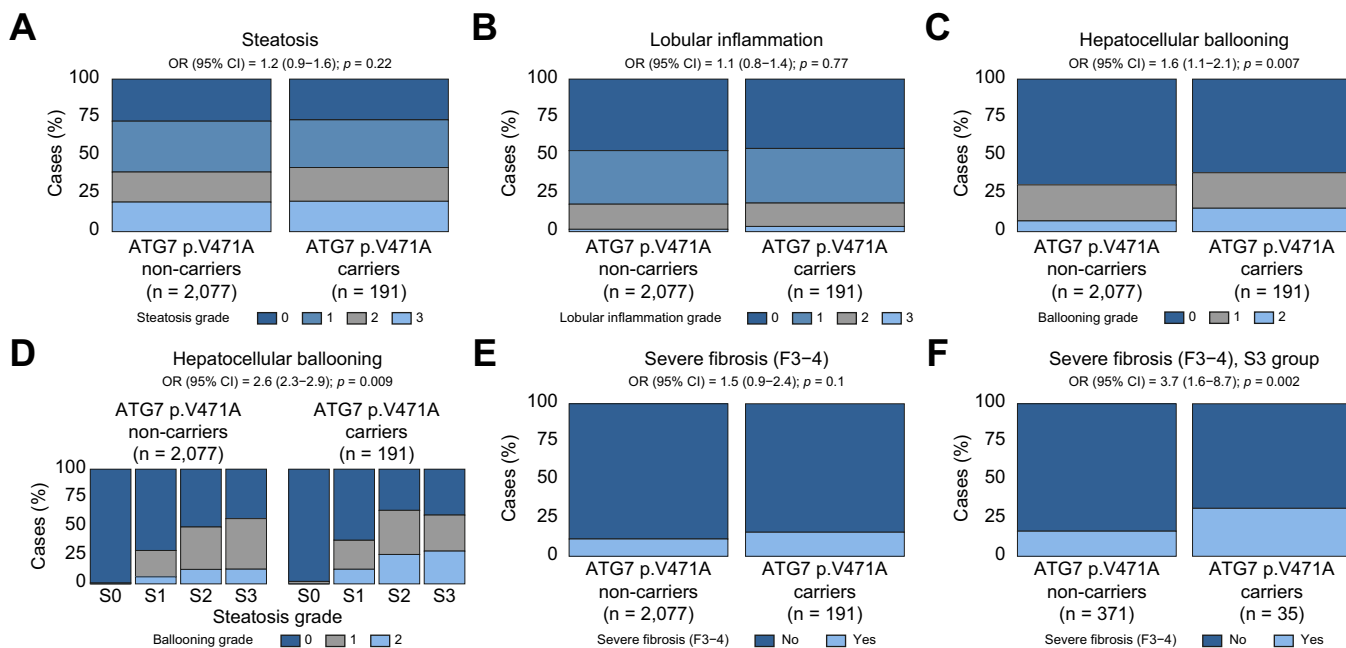 A
Steatosis
OR (95% CI) = 1.2 (0.9–1.6); p = 0.22
Cases (%)
100
75
50
25
0
ATG7 p.V471A
non-carriers
(n = 2,077)
ATG7 p.V471A
carriers
(n = 191)
Steatosis grade 0 1 2 3
B
Lobular inflammation
OR (95% CI) = 1.1 (0.8–1.4); p = 0.77
Cases (%)
100
75
50
25
0
ATG7 p.V471A
non-carriers
(n = 2,077)
ATG7 p.V471A
carriers
(n = 191)
Lobular inflammation grade 0 1 2 3
C
Hepatocellular ballooning
OR (95% CI) = 1.6 (1.1–2.1); p = 0.007
Cases (%)
100
75
50
25
0
ATG7 p.V471A
non-carriers
(n = 2,077)
ATG7 p.V471A
carriers
(n = 191)
Ballooning grade 0 1 2
D
Hepatocellular ballooning
OR (95% CI) = 2.6 (2.3–2.9); p = 0.009
ATG7 p.V471A
non-carriers
(n = 2,077)
ATG7 p.V471A
carriers
(n = 191)
Cases (%)
100
75
50
25
0
S0 S1 S2 S3 S0 S1 S2 S3
Steatosis grade
Ballooning grade 0 1 2
E
Severe fibrosis (F3–4)
OR (95% CI) = 1.5 (0.9–2.4); p = 0.1
Cases (%)
100
75
50
25
0
ATG7 p.V471A
non-carriers
(n = 2,077)
ATG7 p.V471A
carriers
(n = 191)
Severe fibrosis (F3–4) No Yes
F
Severe fibrosis (F3–4), S3 group
OR (95% CI) = 3.7 (1.6–8.7); p = 0.002
Cases (%)
100
75
50
25
0
ATG7 p.V471A
non-carriers
(n = 371)
ATG7 p.V471A
carriers
(n = 35)
Severe fibrosis (F3–4) No Yes